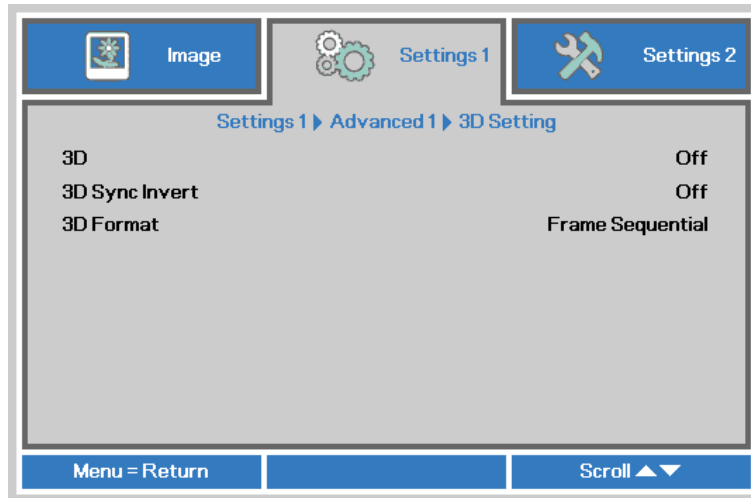 Image
Settings 1
Settings 2
Settings 1 ▶ Advanced 1 ▶ 3D Setting
3D Off
3D Sync Invert Off
3D Format Frame Sequential
Menu = Return
Scroll ▲▼